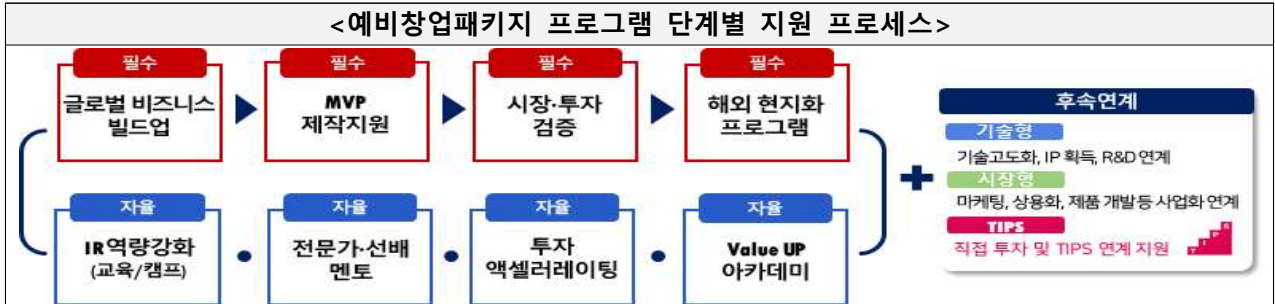 <예비창업패키지 프로그램 단계별 지원 프로세스>
필수
글로벌 비즈니스
빌드업
필수
MVP
제작지원
필수
시장·투자
검증
필수
해외 현지화
프로그램
자율
IR역량강화
(교육/캠프)
자율
전문가·선배
멘토
자율
투자
액셀러레이팅
자율
Value UP
아카데미
후속연계
기술형
기술고도화, IP 획득, R&D 연계
시장형
마케팅, 상용화, 제품 개발등 사업화 연계
TIPS
직접 투자 및 TIPS 연계 지원